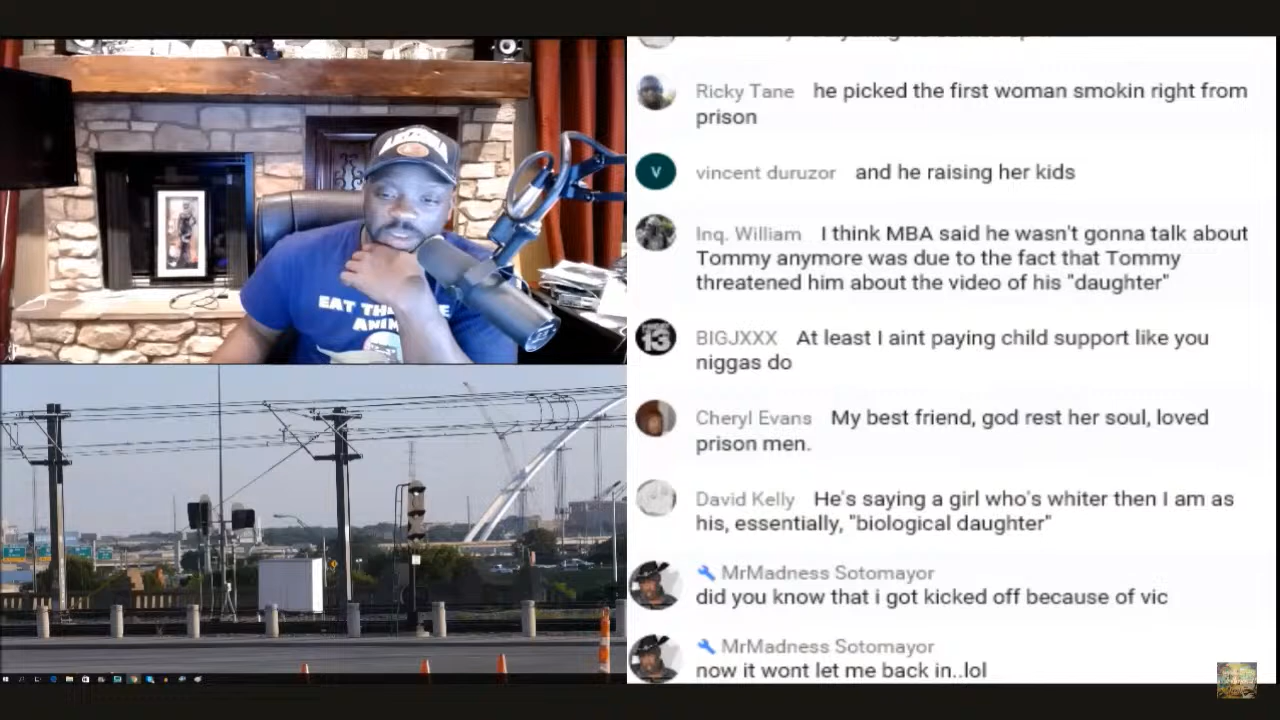 Ricky Tane he picked the first woman smokin right from
prison
V
vincent duruzor and he raising her kids
Inq. William I think MBA said he wasn't gonna talk about
Tommy anymore was due to the fact that Tommy
threatened him about the video of his "daughter"
13
BIGJXXX At least I aint paying child support like you
niggas do
Cheryl Evans My best friend, god rest her soul, loved
prison men.
David Kelly He's saying a girl who's whiter then I am as
his, essentially, "biological daughter"
MrMadness Sotomayor
did you know that i got kicked off because of vic
MrMadness Sotomayor
now it wont let me back in..lol